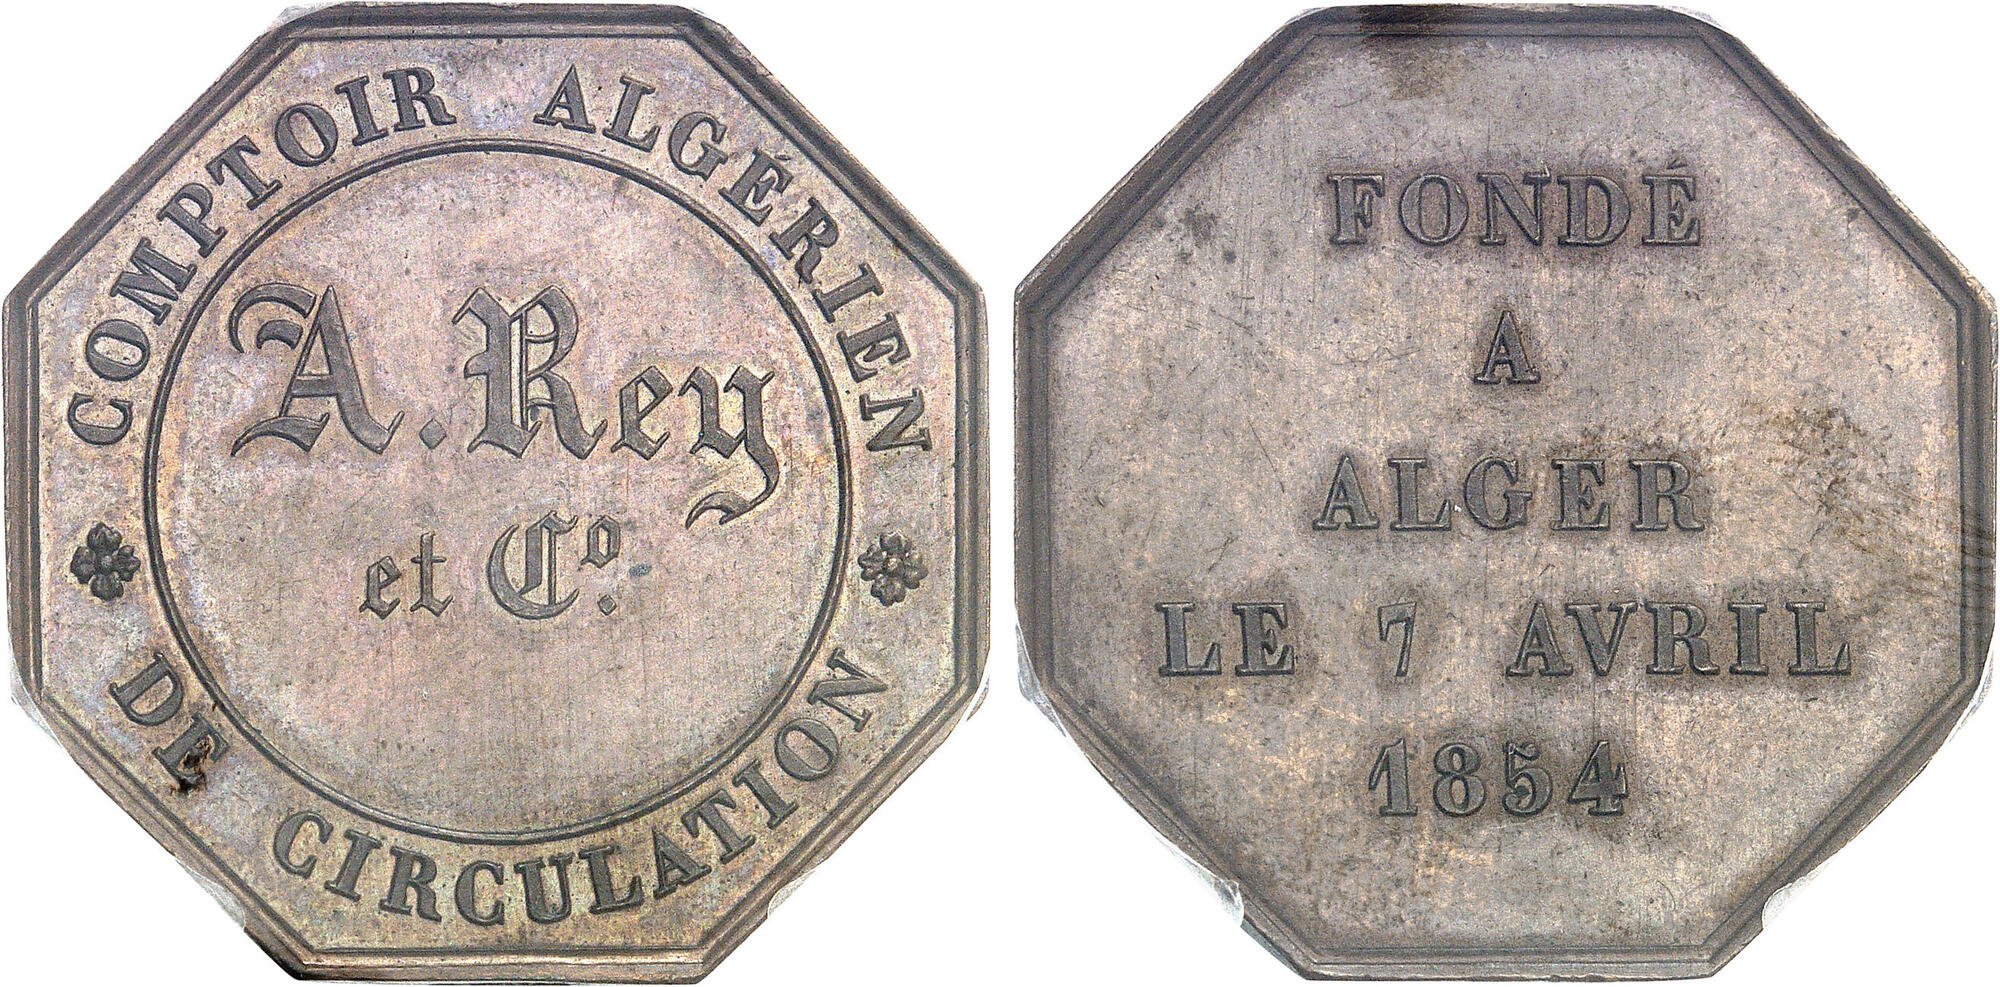 COMPTOIR ALGÉRIEN
A. Rey
et Co.
DE CIRCULATION
FONDÉ
A
ALGER
LE 7 AVRIL
1854